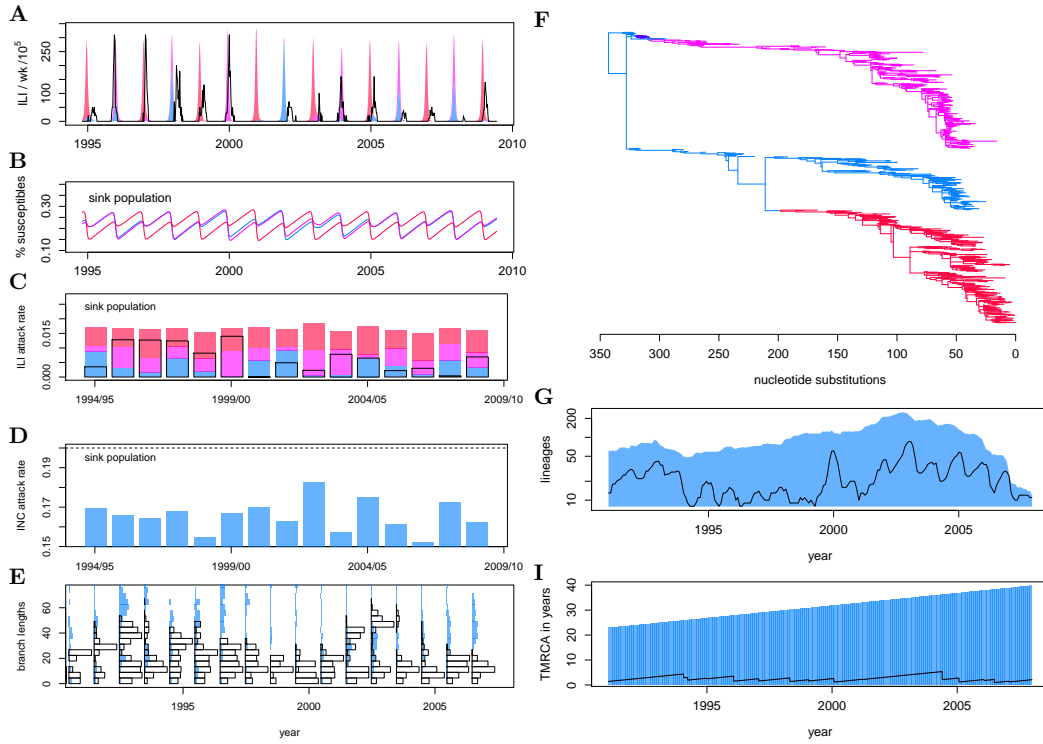 A
ILI / wk /10^5
0 50 100 150 250
1995 2000 2005 2010
B
% susceptibles
0.10 0.20 0.30
sink population
1995 2000 2005 2010
C
ILI attack rate
0.000 0.015
sink population
1994/95 1999/00 2004/05 2009/10
D
INC attack rate
0.15 0.17 0.19
sink population
1994/95 1999/00 2004/05 2009/10
E
branch lengths
0 20 40 60
1995 2000 2005
year
F
350 300 250 200 150 100 50 0
nucleotide substitutions
G
lineages
10 50 200
1995 2000 2005
year
I
TMRCA in years
0 10 20 30 40
1995 2000 2005
year